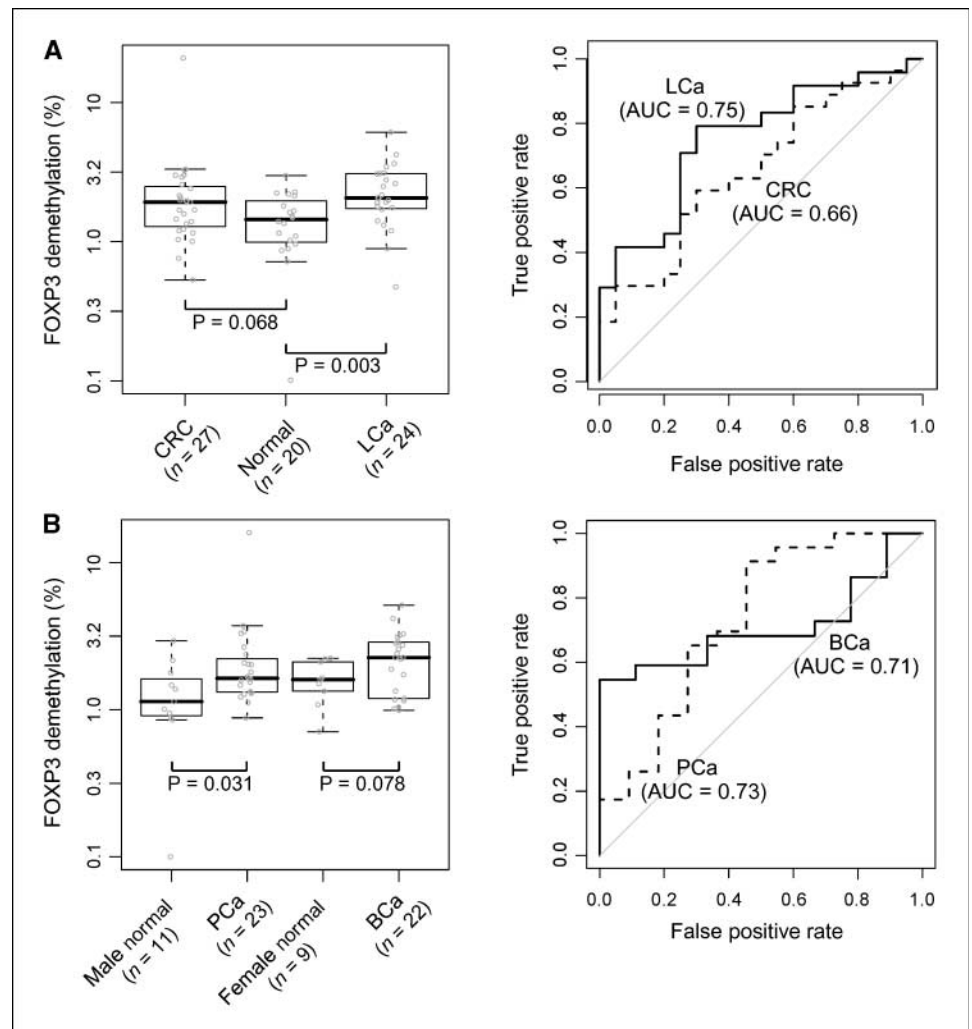 A
FOXP3 demethylation (%)
10
3.2
1.0
0.3
0.1
P = 0.068
P = 0.003
CRC
(n = 27)
Normal
(n = 20)
LCa
(n = 24)
True positive rate
1.0
0.8
0.6
0.4
0.2
0.0
LCa
(AUC = 0.75)
CRC
(AUC = 0.66)
0.0 0.2 0.4 0.6 0.8 1.0
False positive rate
B
FOXP3 demethylation (%)
10
3.2
1.0
0.3
0.1
P = 0.031
P = 0.078
Male normal
(n = 11)
PCa
(n = 23)
Female normal
(n = 9)
BCa
(n = 22)
True positive rate
1.0
0.8
0.6
0.4
0.2
0.0
BCa
(AUC = 0.71)
PCa
(AUC = 0.73)
0.0 0.2 0.4 0.6 0.8 1.0
False positive rate